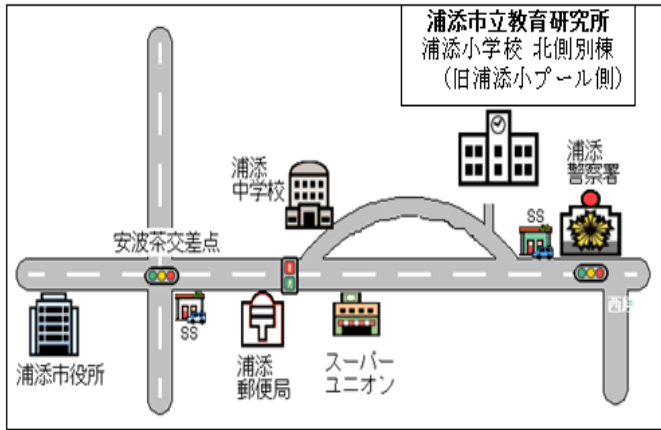 浦添市立教育研究所
浦添小学校 北側別棟
(旧浦添小プール側)
浦添
中学校
浦添
警察署
SS
安波茶交差点
SS
浦添市役所
浦添
郵便局
スーパー
ユニオン